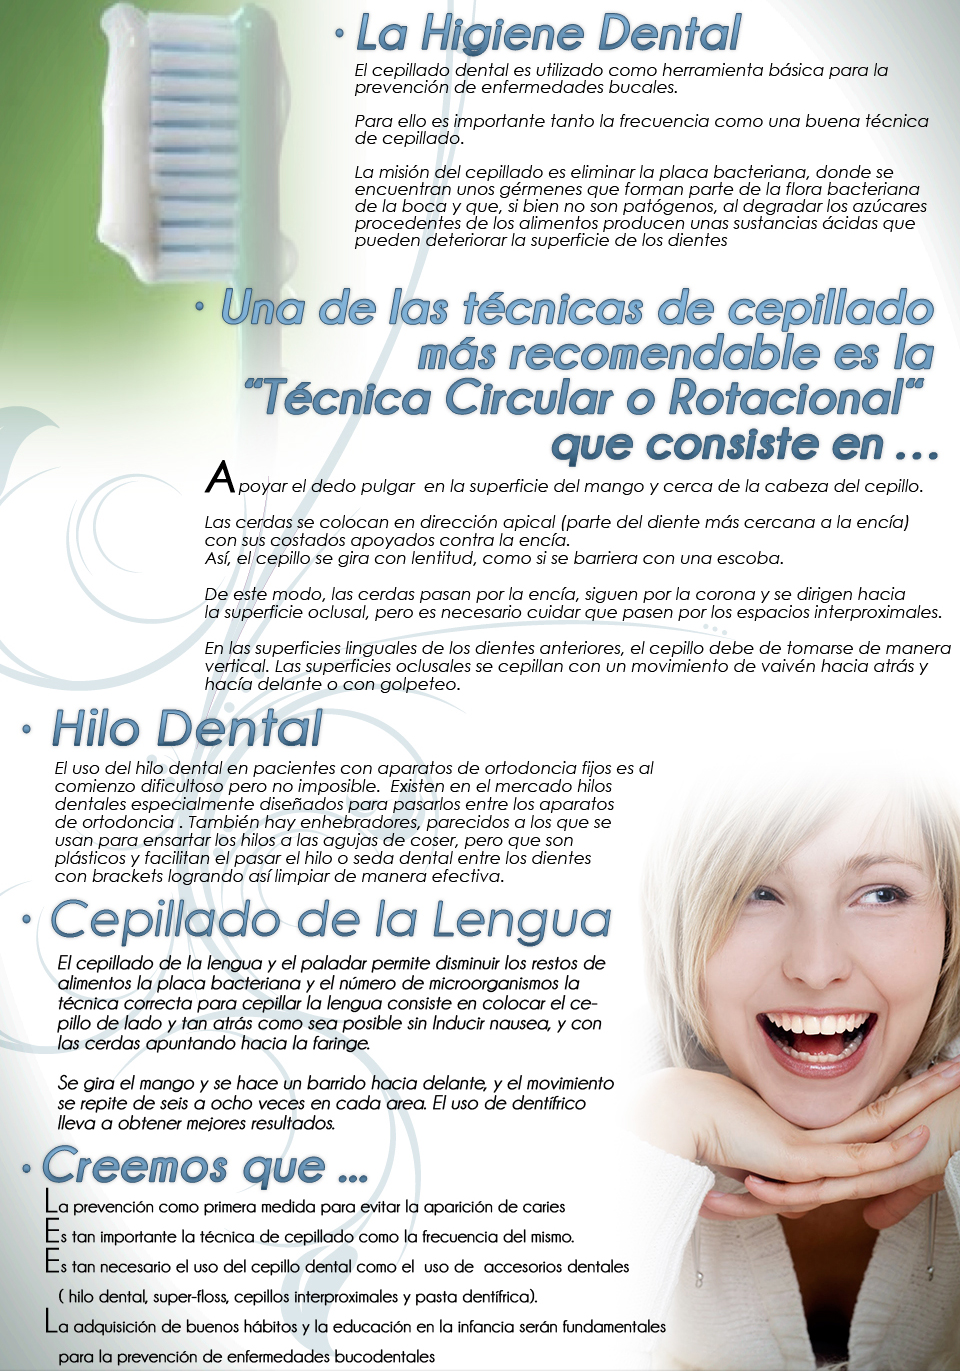 · La Higiene Dental
El cepillado dental es utilizado como herramienta básica para la
prevención de enfermedades bucales.
Para ello es importante tanto la frecuencia como una buena técnica
de cepillado.
La misión del cepillado es eliminar la placa bacteriana, donde se
encuentran unos gérmenes que forman parte de la flora bacteriana
de la boca y que, si bien no son patógenos, al degradar los azúcares
procedentes de los alimentos producen unas sustancias ácidas que
pueden deteriorar la superficie de los dientes
· Una de las técnicas de cepillado
más recomendable es la
“Técnica Circular o Rotacional“
que consiste en ...
Apoyar el dedo pulgar en la superficie del mango y cerca de la cabeza del cepillo.
Las cerdas se colocan en dirección apical (parte del diente más cercana a la encía)
con sus costados apoyados contra la encía.
Así, el cepillo se gira con lentitud, como si se barriera con una escoba.
De este modo, las cerdas pasan por la encía, siguen por la corona y se dirigen hacia
la superficie oclusal, pero es necesario cuidar que pasen por los espacios interproximales.
En las superficies linguales de los dientes anteriores, el cepillo debe de tomarse de manera
vertical. Las superficies oclusales se cepillan con un movimiento de vaivén hacia atrás y
hacía delante o con golpeteo.
· Hilo Dental
El uso del hilo dental en pacientes con aparatos de ortodoncia fijos es al
comienzo dificultoso pero no imposible. Existen en el mercado hilos
dentales especialmente diseñados para pasarlos entre los aparatos
de ortodoncia . También hay enhebradores, parecidos a los que se
usan para ensartar los hilos a las agujas de coser, pero que son
plásticos y facilitan el pasar el hilo o seda dental entre los dientes
con brackets logrando así limpiar de manera efectiva.
· Cepillado de la Lengua
El cepillado de la lengua y el paladar permite disminuir los restos de
alimentos la placa bacteriana y el número de microorganismos la
técnica correcta para cepillar la lengua consiste en colocar el ce-
pillo de lado y tan atrás como sea posible sin Inducir nausea, y con
las cerdas apuntando hacia la faringe.
Se gira el mango y se hace un barrido hacia delante, y el movimiento
se repite de seis a ocho veces en cada area. El uso de dentífrico
lleva a obtener mejores resultados.
· Creemos que ...
La prevención como primera medida para evitar la aparición de caries
Es tan importante la técnica de cepillado como la frecuencia del mismo.
Es tan necesario el uso del cepillo dental como el uso de accesorios dentales
( hilo dental, super-floss, cepillos interproximales y pasta dentífrica).
La adquisición de buenos hábitos y la educación en la infancia serán fundamentales
para la prevención de enfermedades bucodentales